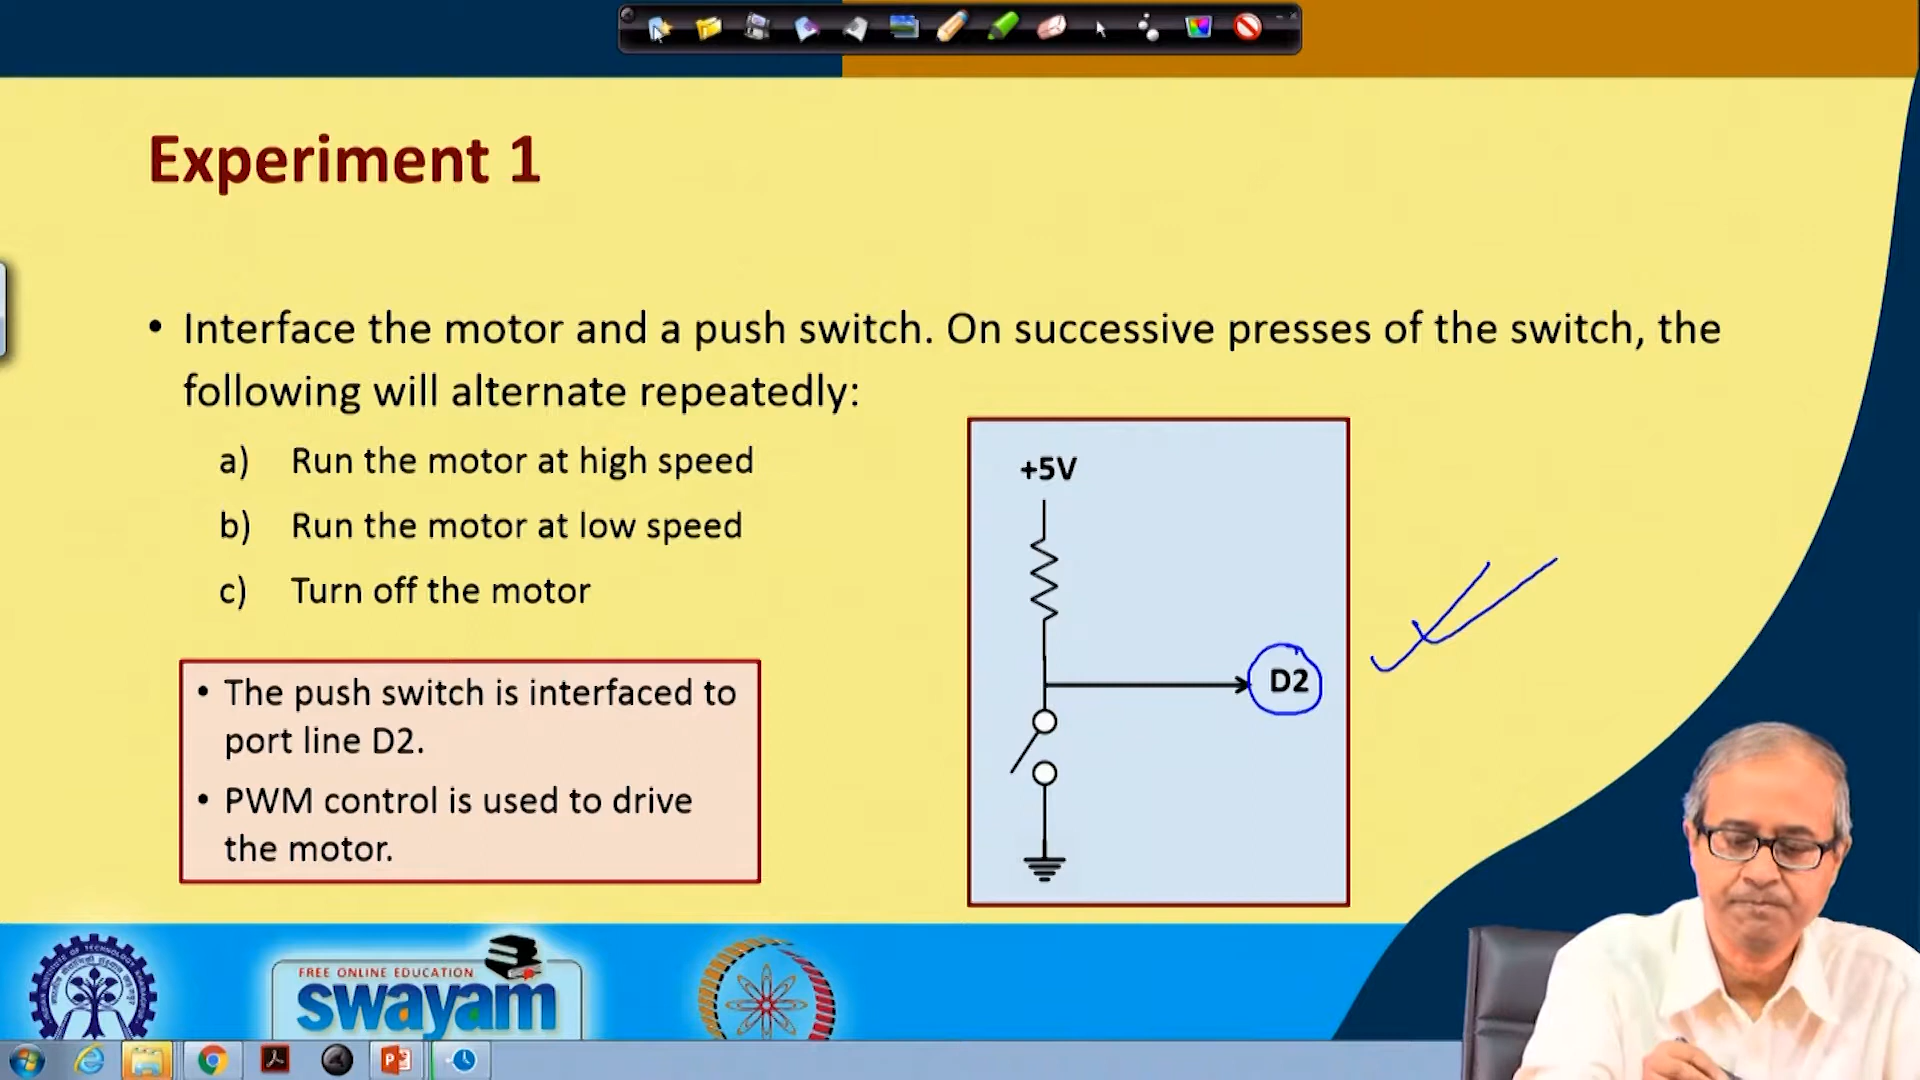 Experiment 1
• Interface the motor and a push switch. On successive presses of the switch, the
following will alternate repeatedly:
a) Run the motor at high speed
b) Run the motor at low speed
c) Turn off the motor
• The push switch is interfaced to
port line D2.
• PWM control is used to drive
the motor.
+5V
D2
FREE ONLINE EDUCATION
swayam